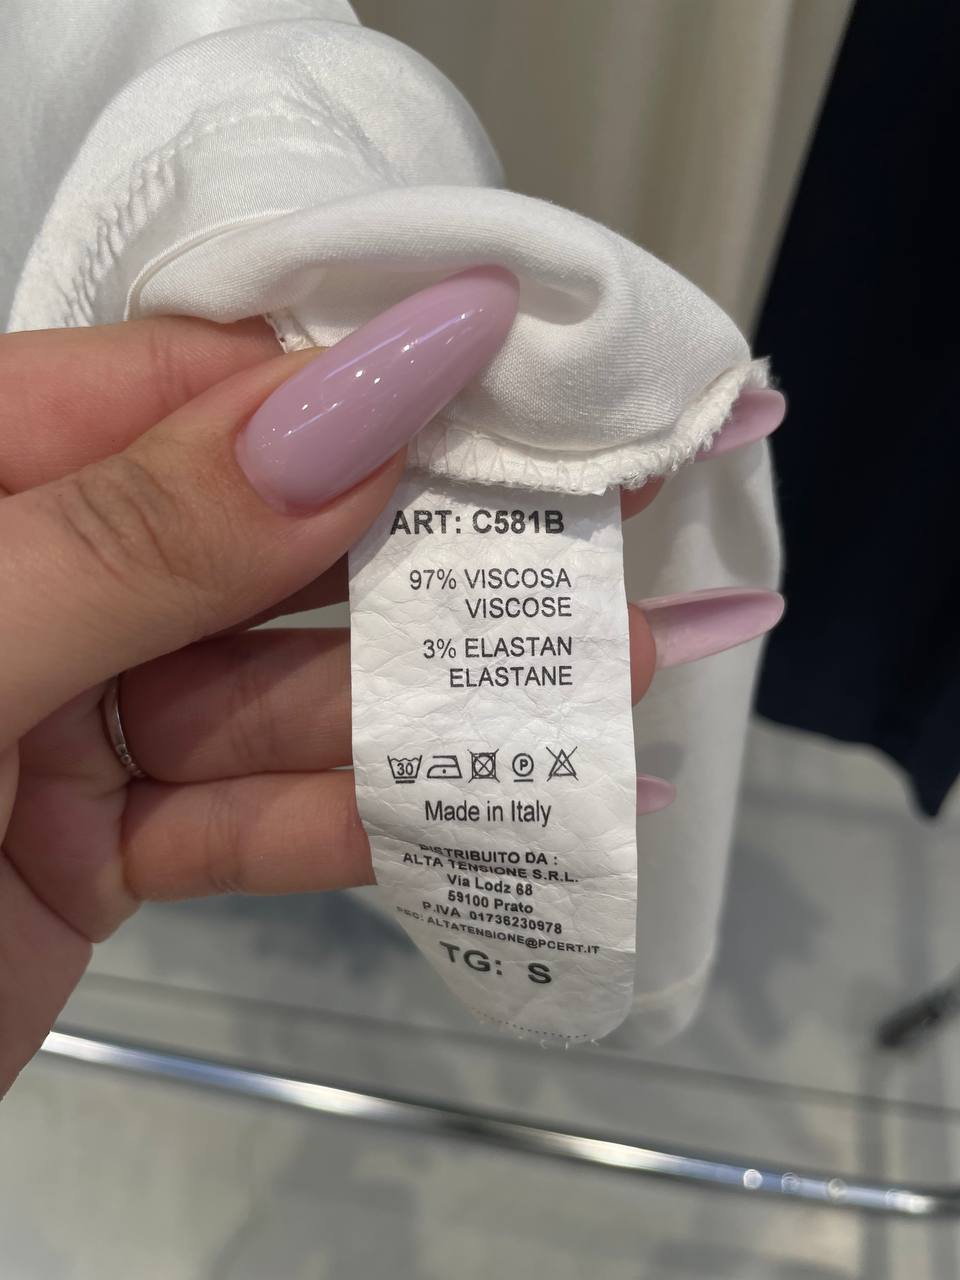 ART: C581B
97% VISCOSA
VISCOSE
3% ELASTAN
ELASTANE
30 P
Made in Italy
DISTRIBUITO DA :
ALTA TENSIONE S.R.L.
Via Lodz 68
59100 Prato
P.IVA 01736230978
PEC: ALTATENSIONE@PCERT.IT
TG: S